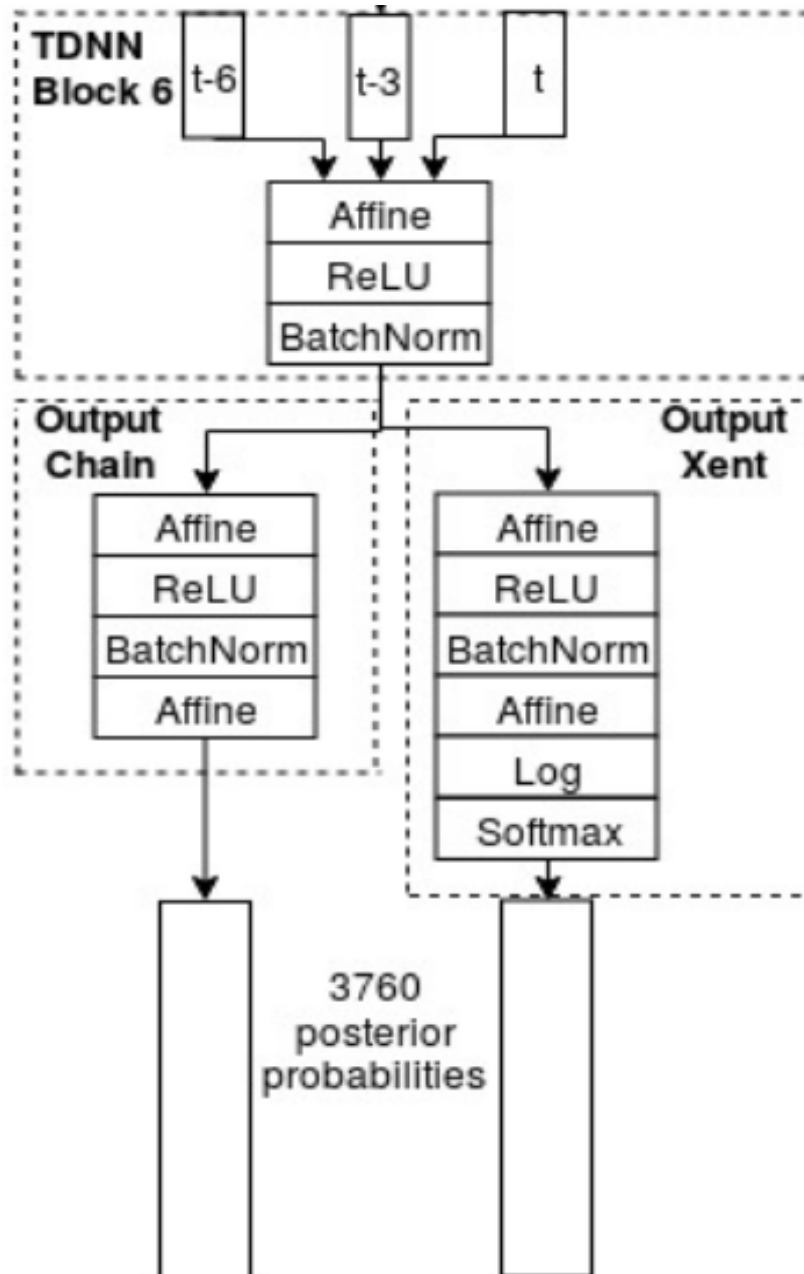 TDNN
Block 6
t-6
t-3
t
Affine
ReLU
BatchNorm
Output
Chain
Affine
ReLU
BatchNorm
Affine
Output
Xent
Affine
ReLU
BatchNorm
Affine
Log
Softmax
3760
posterior
probabilities